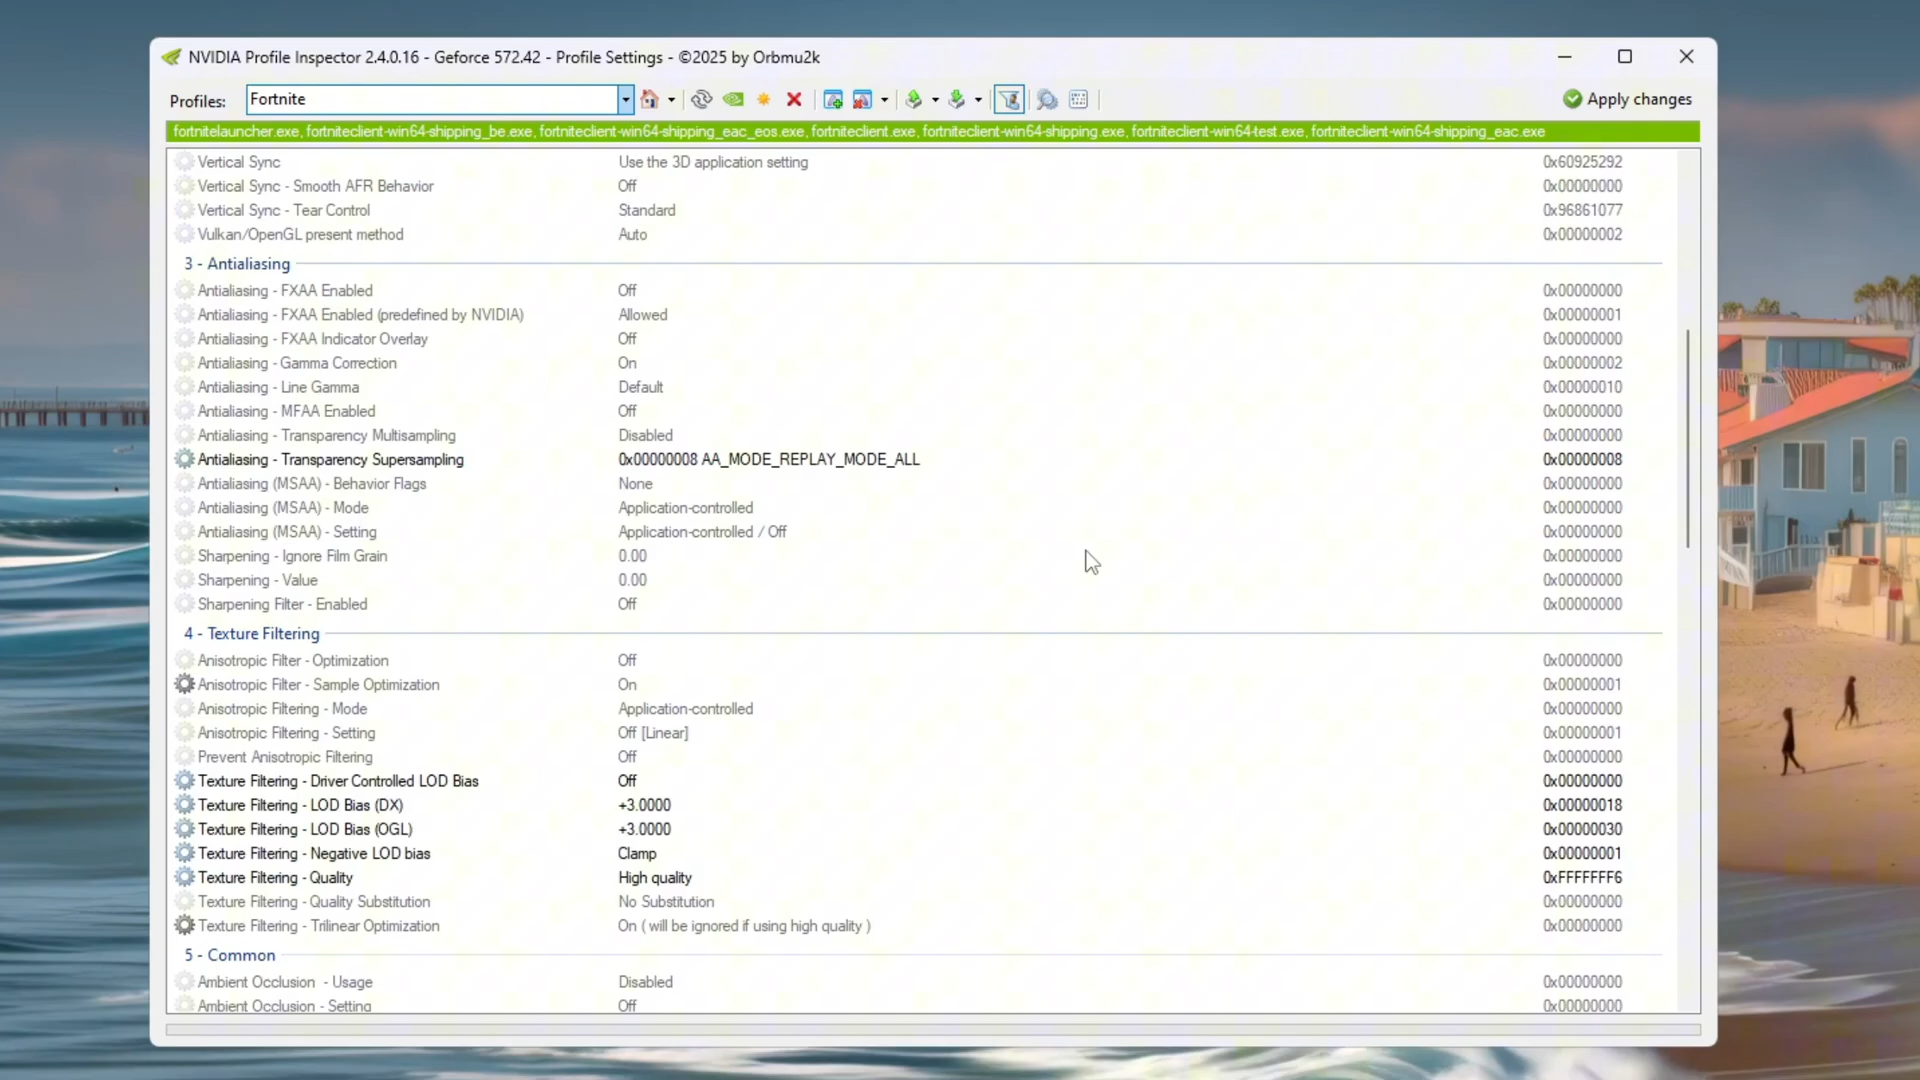 NVIDIA Profile Inspector 2.4.0.16 - Geforce 572.42 - Profile Settings - ©2025 by Orbmu2k
Profiles: Fortnite Apply changes
fortnitelauncher.exe, fortniteclient-win64-shipping_be.exe, fortniteclient-win64-shipping_eac_eos.exe, fortniteclient.exe, fortniteclient-win64-shipping.exe, fortniteclient-win64-test.exe, fortniteclient-win64-shipping_eac.exe
Vertical Sync Use the 3D application setting 0x60925292
Vertical Sync - Smooth AFR Behavior Off 0x00000000
Vertical Sync - Tear Control Standard 0x96861077
Vulkan/OpenGL present method Auto 0x00000002
3 - Antialiasing
Antialiasing - FXAA Enabled Off 0x00000000
Antialiasing - FXAA Enabled (predefined by NVIDIA) Allowed 0x00000001
Antialiasing - FXAA Indicator Overlay Off 0x00000000
Antialiasing - Gamma Correction On 0x00000002
Antialiasing - Line Gamma Default 0x00000010
Antialiasing - MFAA Enabled Off 0x00000000
Antialiasing - Transparency Multisampling Disabled 0x00000000
Antialiasing - Transparency Supersampling 0x00000008 AA_MODE_REPLAY_MODE_ALL 0x00000008
Antialiasing (MSAA) - Behavior Flags None 0x00000000
Antialiasing (MSAA) - Mode Application-controlled 0x00000000
Antialiasing (MSAA) - Setting Application-controlled / Off 0x00000000
Sharpening - Ignore Film Grain 0.00 0x00000000
Sharpening - Value 0.00 0x00000000
Sharpening Filter - Enabled Off 0x00000000
4 - Texture Filtering
Anisotropic Filter - Optimization Off 0x00000000
Anisotropic Filter - Sample Optimization On 0x00000001
Anisotropic Filtering - Mode Application-controlled 0x00000000
Anisotropic Filtering - Setting Off [Linear] 0x00000001
Prevent Anisotropic Filtering Off 0x00000000
Texture Filtering - Driver Controlled LOD Bias Off 0x00000000
Texture Filtering - LOD Bias (DX) +3.0000 0x00000018
Texture Filtering - LOD Bias (OGL) +3.0000 0x00000030
Texture Filtering - Negative LOD bias Clamp 0x00000001
Texture Filtering - Quality High quality 0xFFFFFFF6
Texture Filtering - Quality Substitution No Substitution 0x00000000
Texture Filtering - Trilinear Optimization On ( will be ignored if using high quality ) 0x00000000
5 - Common
Ambient Occlusion - Usage Disabled 0x00000000
Ambient Occlusion - Setting Off 0x00000000